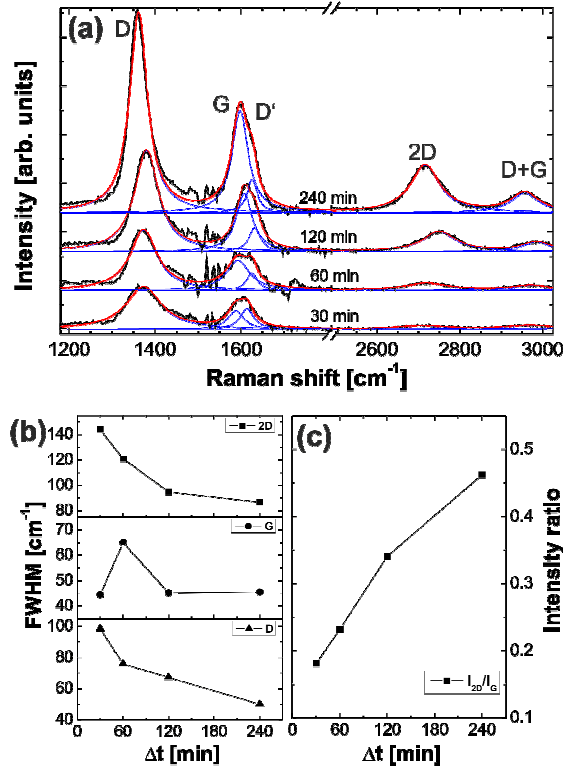 (a)
D
G
D'
2D
D+G
240 min
120 mln
60 mln
30 min
Intensity [arb. units]
1200 1400 1600 2600 2800 3000
Raman shift [cm⁻¹]
(b)
2D
140
120
100
80
G
70
60
50
40
D
100
80
60
40
FWHM [cm⁻¹]
0 60 120 180 240
Δt [min]
(c)
0.5
0.4
0.3
0.2
0.1
Intensity ratio
I2D/IG
0 60 120 180 240
Δt [min]